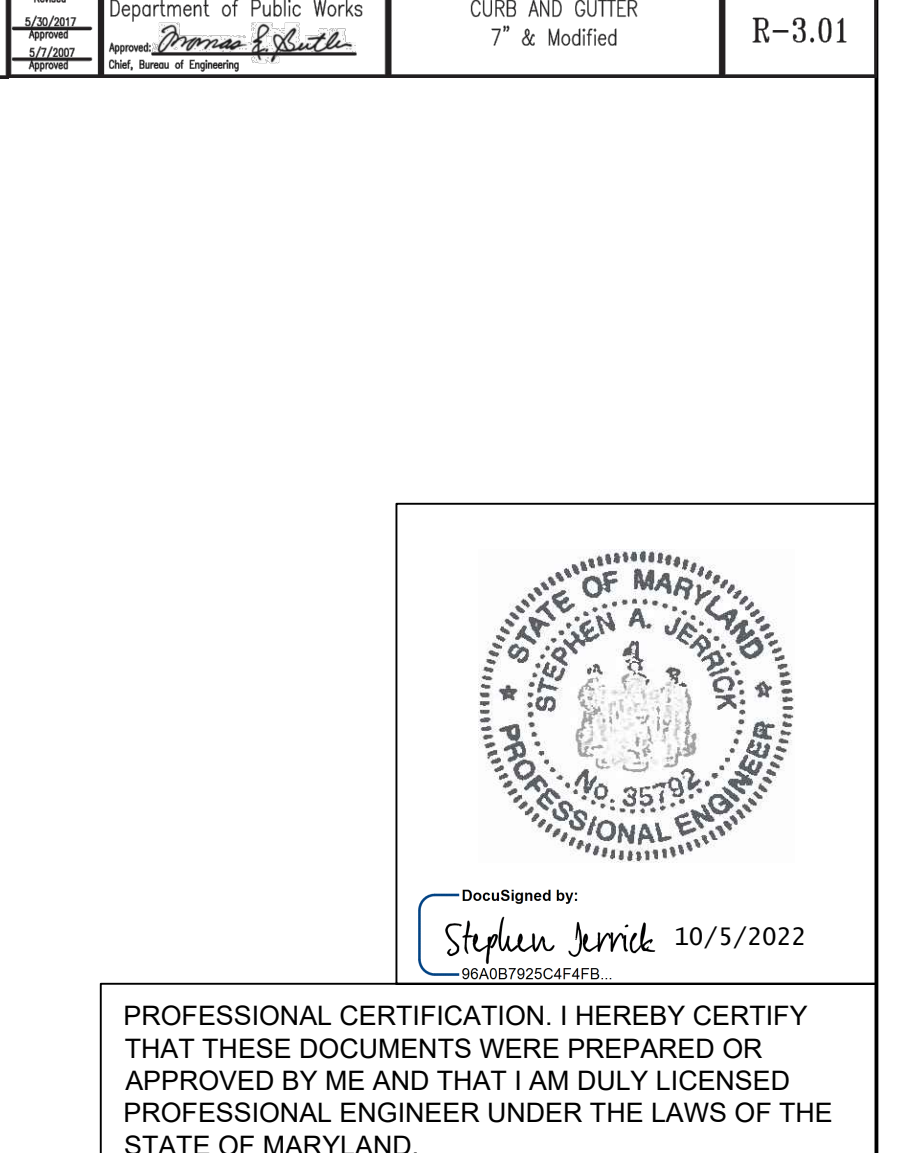 Revised
5/30/2017
Approved
5/7/2007
Approved
Department of Public Works
Approved: Thomas E. Butler
Chief, Bureau of Engineering
CURB AND GUTTER
7” & Modified
R-3.01
STATE OF MARYLAND
STEPHEN A. JERRICK
No. 35792
PROFESSIONAL ENGINEER
DocuSigned by:
Stephen Jerrick 10/5/2022
96A0B7925C4F4FB...
PROFESSIONAL CERTIFICATION. I HEREBY CERTIFY
THAT THESE DOCUMENTS WERE PREPARED OR
APPROVED BY ME AND THAT I AM DULY LICENSED
PROFESSIONAL ENGINEER UNDER THE LAWS OF THE
STATE OF MARYLAND.